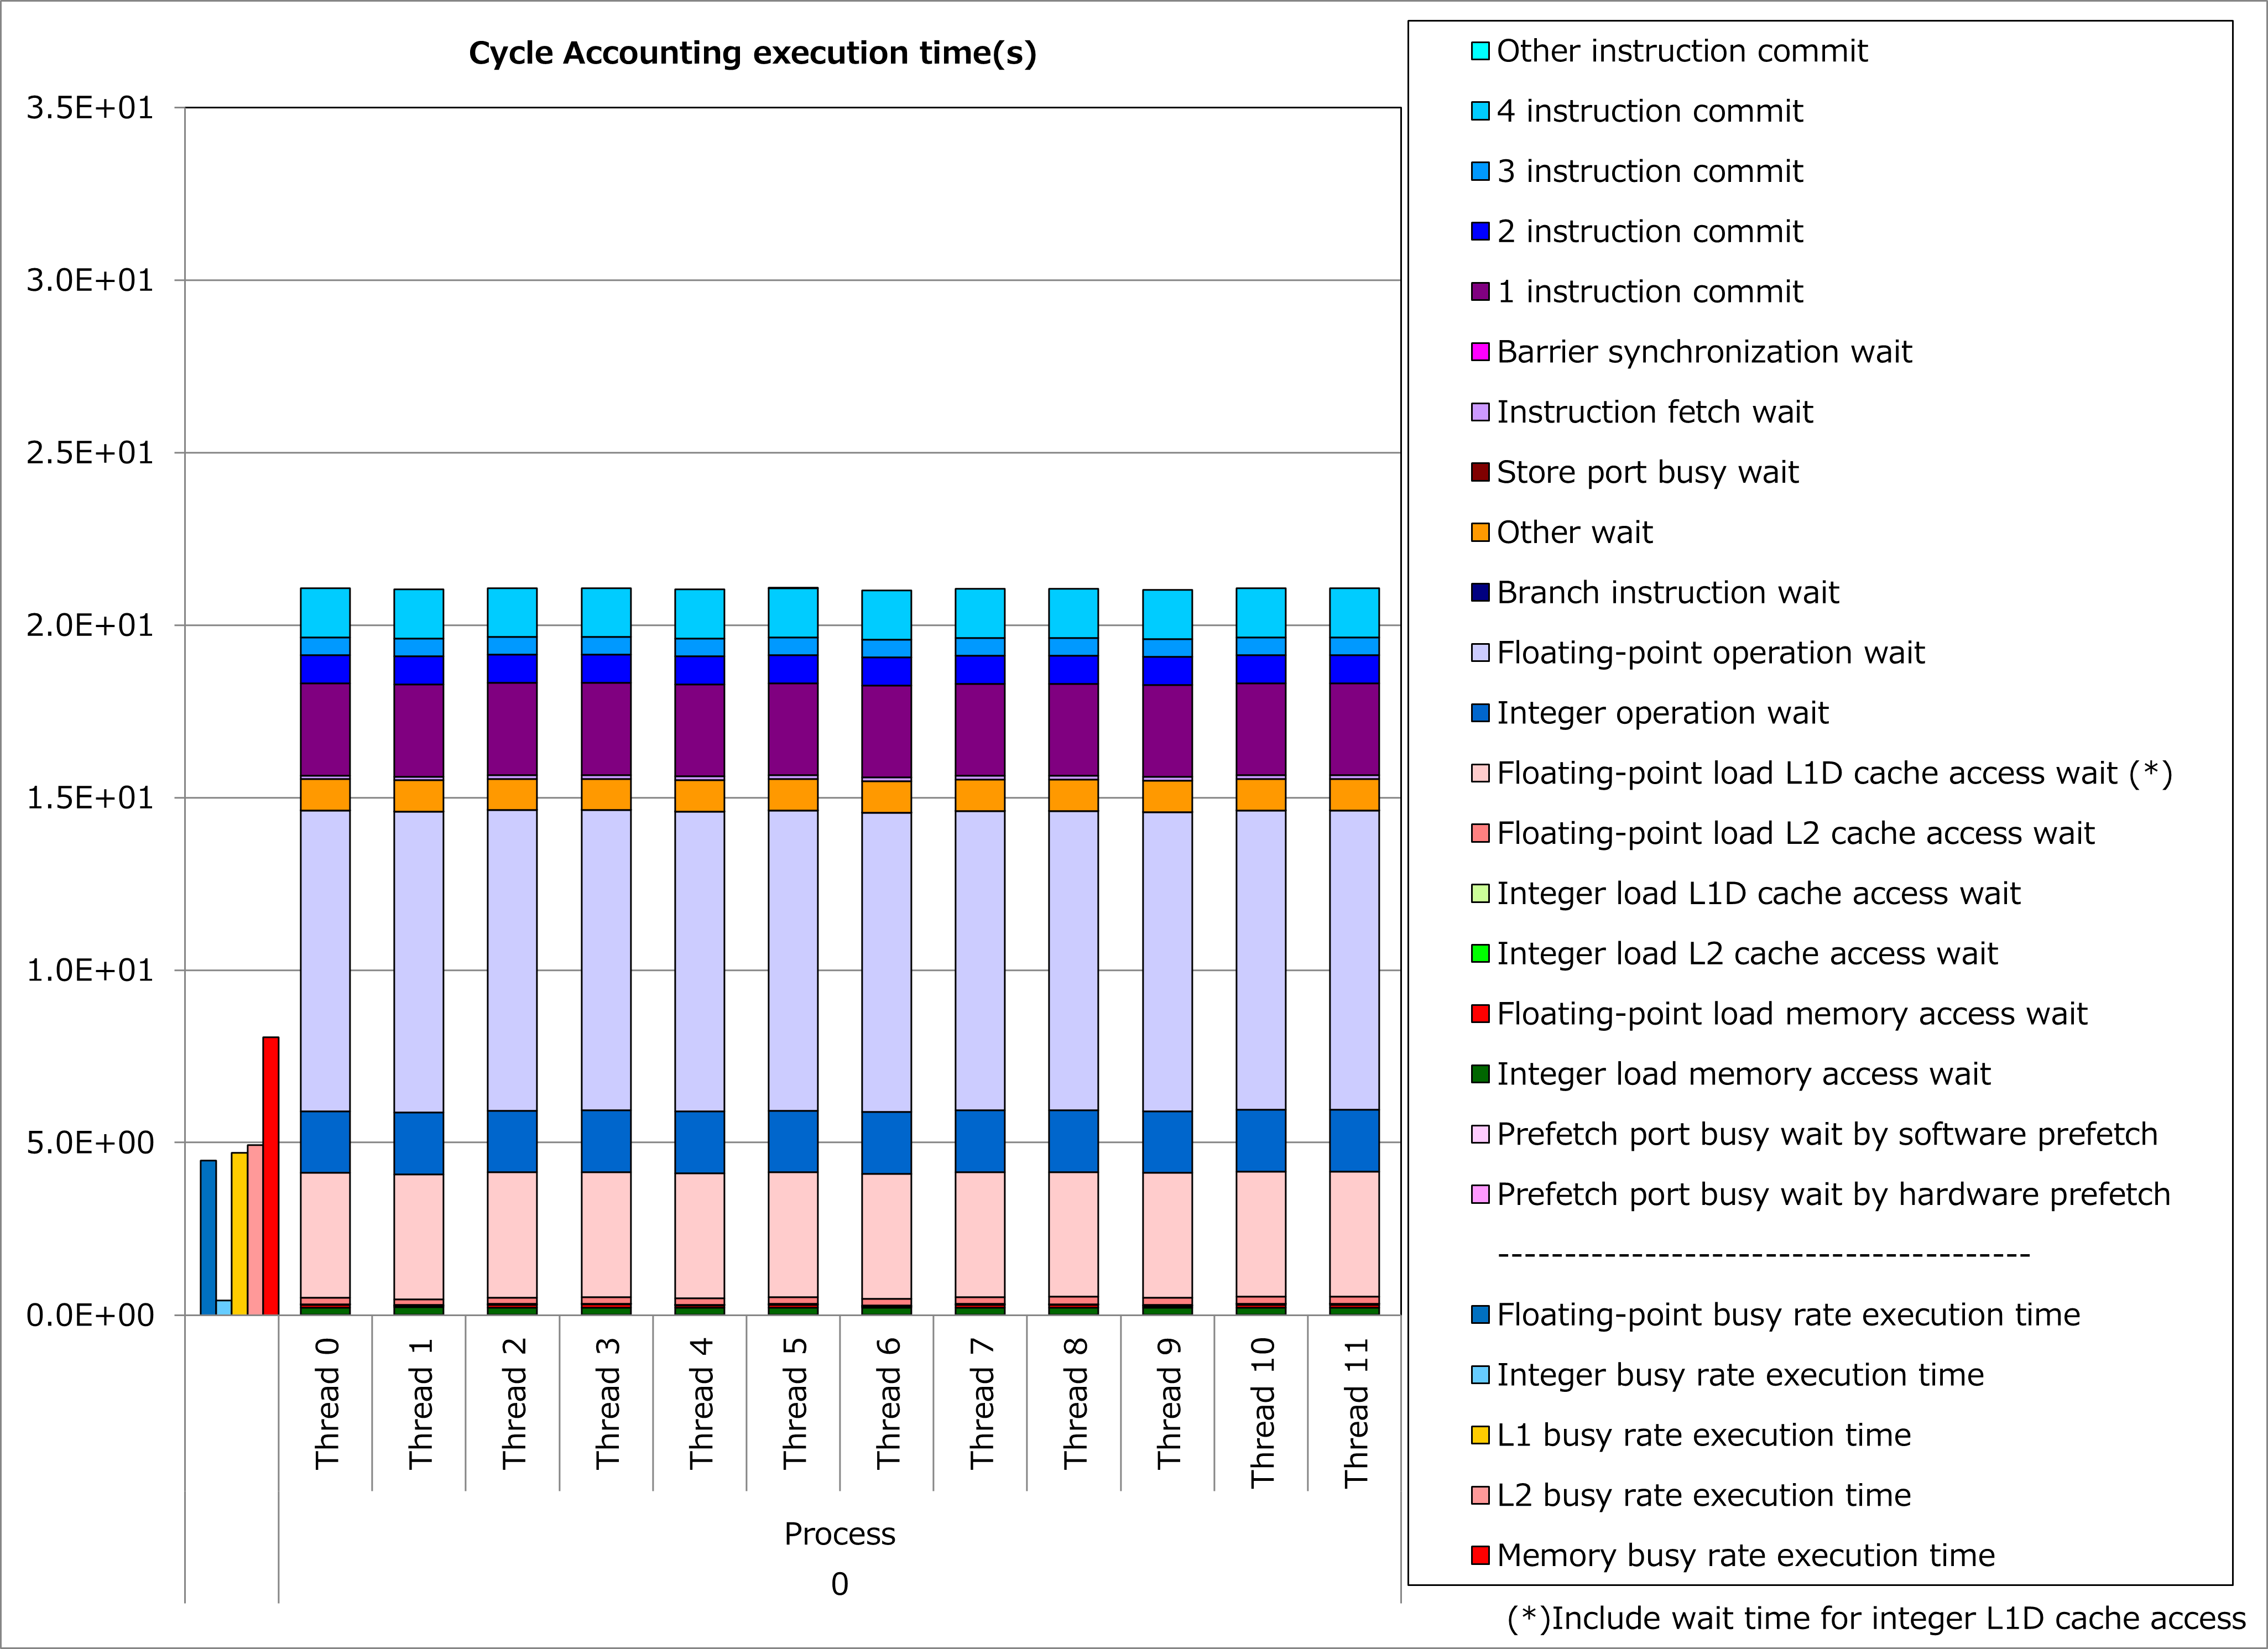 Cycle Accounting execution time(s)
3.5E+01
3.0E+01
2.5E+01
2.0E+01
1.5E+01
1.0E+01
5.0E+00
0.0E+00
Thread 0
Thread 1
Thread 2
Thread 3
Thread 4
Thread 5
Thread 6
Thread 7
Thread 8
Thread 9
Thread 10
Thread 11
Process
0
Other instruction commit
4 instruction commit
3 instruction commit
2 instruction commit
1 instruction commit
Barrier synchronization wait
Instruction fetch wait
Store port busy wait
Other wait
Branch instruction wait
Floating-point operation wait
Integer operation wait
Floating-point load L1D cache access wait (*)
Floating-point load L2 cache access wait
Integer load L1D cache access wait
Integer load L2 cache access wait
Floating-point load memory access wait
Integer load memory access wait
Prefetch port busy wait by software prefetch
Prefetch port busy wait by hardware prefetch
----------------------------------------
Floating-point busy rate execution time
Integer busy rate execution time
L1 busy rate execution time
L2 busy rate execution time
Memory busy rate execution time
(*)Include wait time for integer L1D cache access